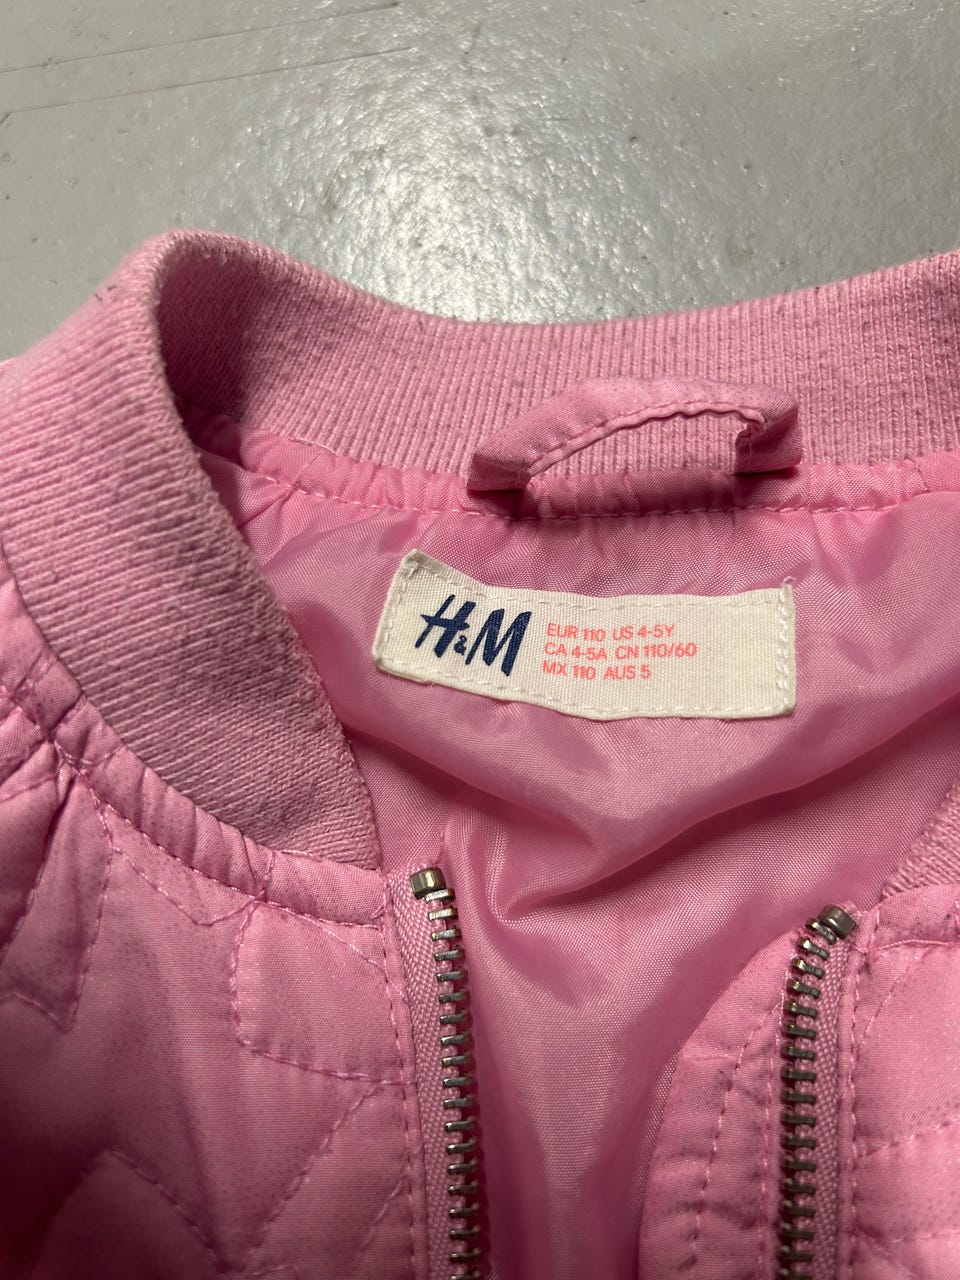 H&M
EUR 110 US 4-5Y
CA 4-5A CN 110/60
MX 110 AUS 5